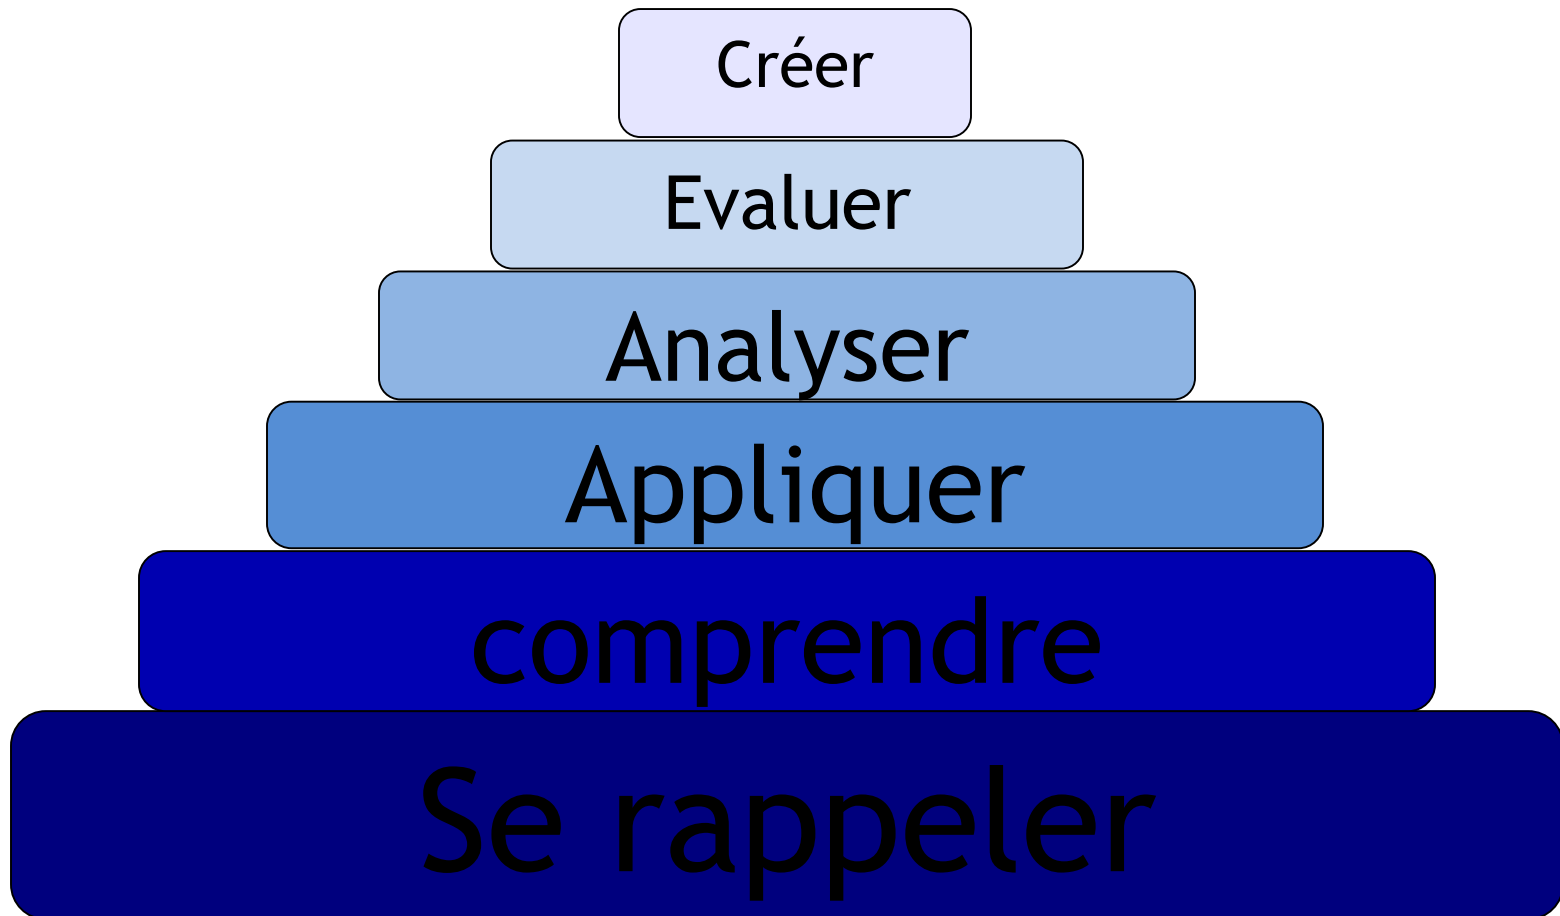 Créer
Evaluer
Analyser
Appliquer
comprendre
Se rappeler